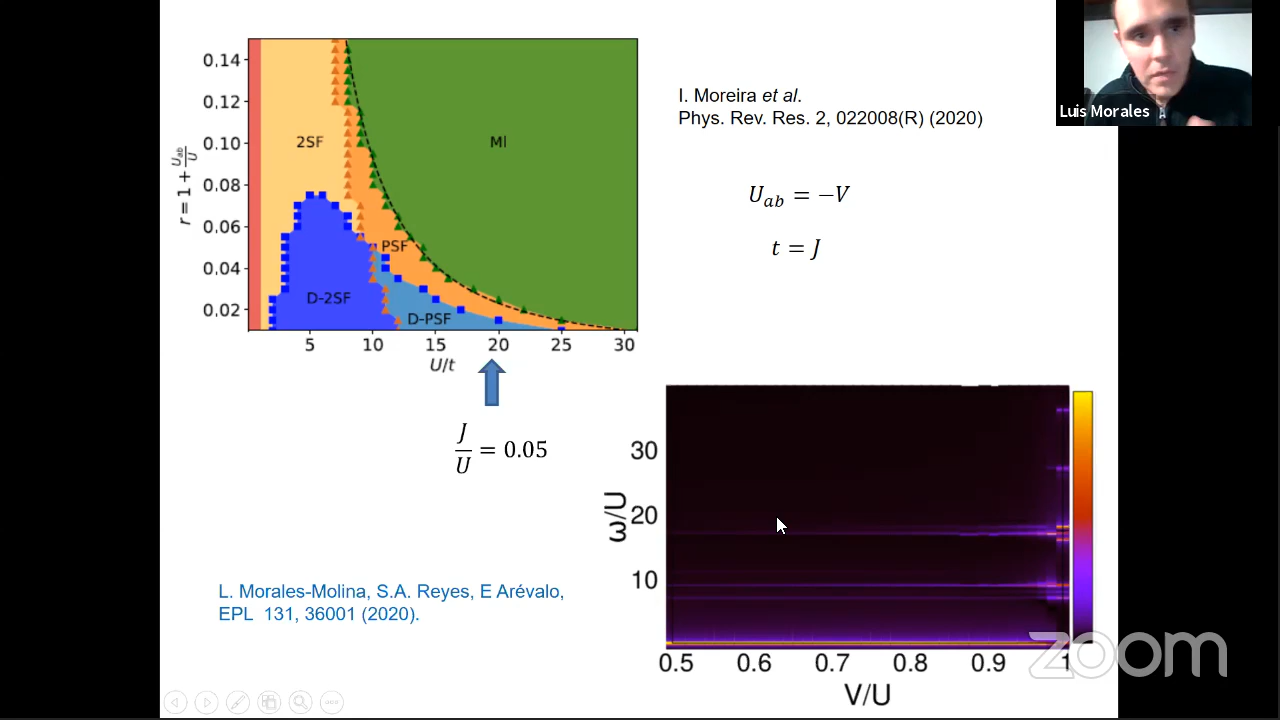 0.14
0.12
0.10
0.08
0.06
0.04
0.02
r = 1 + U_ab/U
2SF
MI
PSF
D-2SF
D-PSF
5 10 15 20 25 30
U/t
J/U = 0.05
I. Moreira et al.
Phys. Rev. Res. 2, 022008(R) (2020)
Luis Morales
U_ab = −V
t = J
30
20
10
ω/U
0.5 0.6 0.7 0.8 0.9 1
V/U
L. Morales-Molina, S.A. Reyes, E Arévalo,
EPL 131, 36001 (2020).
zoom